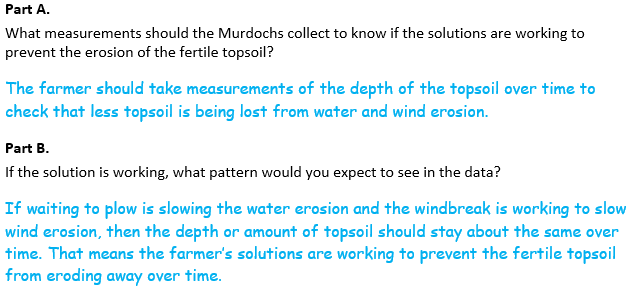 Part A.
What measurements should the Murdochs collect to know if the solutions are working to
prevent the erosion of the fertile topsoil?
The farmer should take measurements of the depth of the topsoil over time to
check that less topsoil is being lost from water and wind erosion.
Part B.
If the solution is working, what pattern would you expect to see in the data?
If waiting to plow is slowing the water erosion and the windbreak is working to slow
wind erosion, then the depth or amount of topsoil should stay about the same over
time. That means the farmer's solutions are working to prevent the fertile topsoil
from eroding away over time.